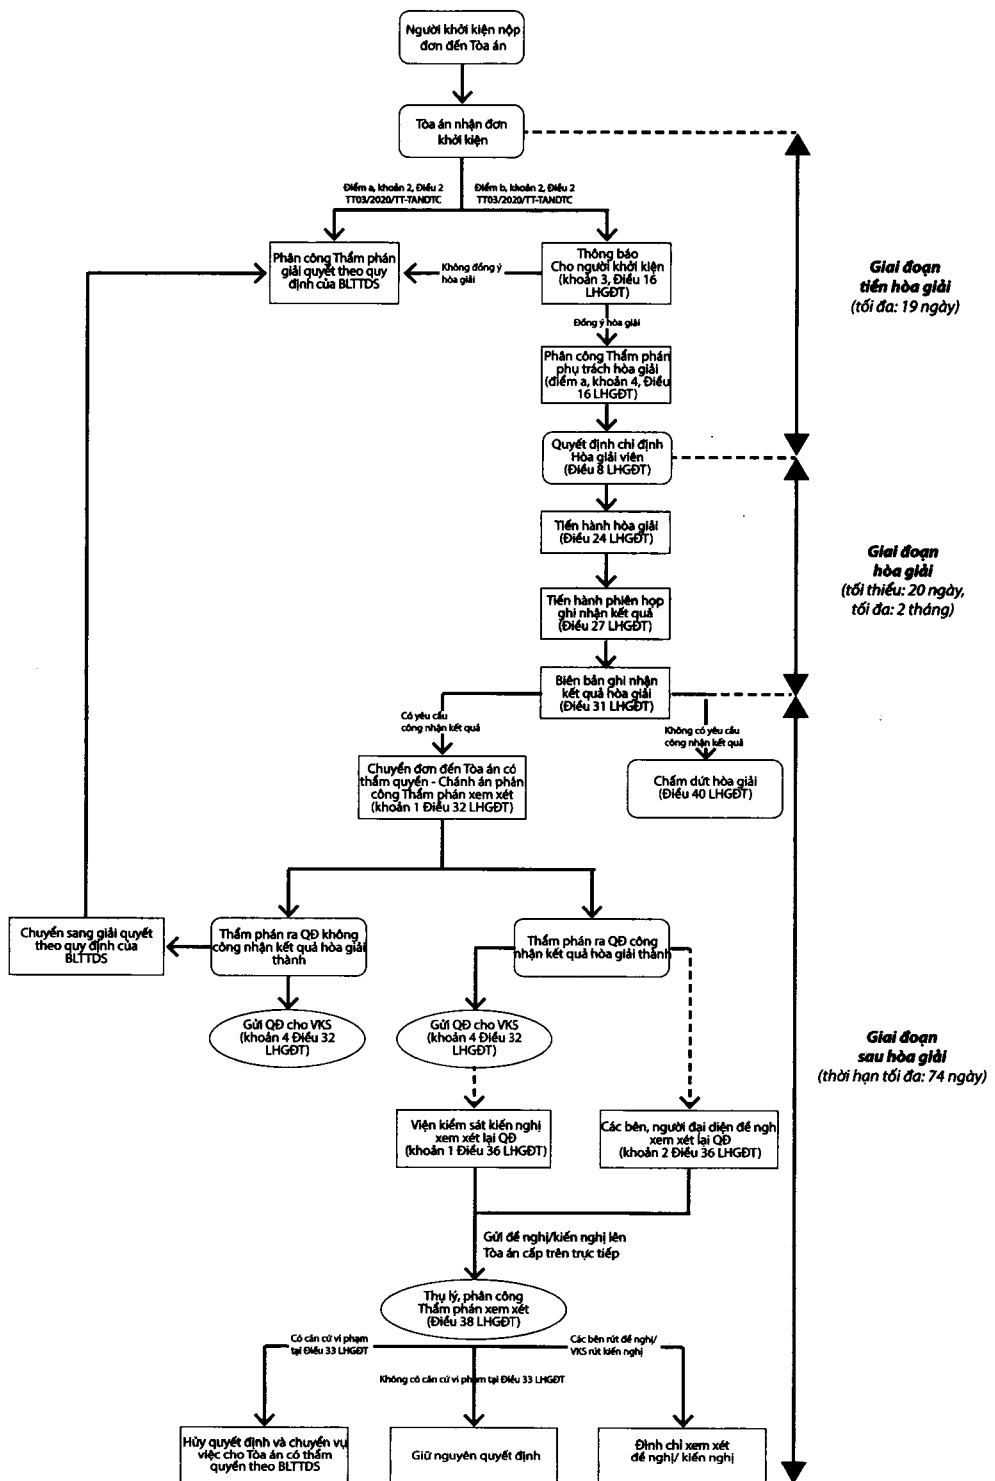 Người khởi kiện nộp
đơn đến Tòa án
Tòa án nhận đơn
khởi kiện
Điểm a, khoản 2, Điều 2
TT03/2020/TT-TANDTC
Điểm b, khoản 2, Điều 2
TT03/2020/TT-TANDTC
Phân công Thẩm phán
giải quyết theo quy
định của BLTTDS
Không đồng ý
hòa giải
Thông báo
Cho người khởi kiện
(khoản 3, Điều 16
LHGĐT)
Giai đoạn
tiền hòa giải
(tối đa: 19 ngày)
Đồng ý hòa giải
Phân công Thẩm phán
phụ trách hòa giải
(điểm a, khoản 4, Điều
16 LHGĐT)
Quyết định chỉ định
Hòa giải viên
(Điều 8 LHGĐT)
Tiến hành hòa giải
(Điều 24 LHGĐT)
Giai đoạn
hòa giải
(tối thiểu: 20 ngày,
tối đa: 2 tháng)
Tiến hành phiên họp
ghi nhận kết quả
(Điều 27 LHGĐT)
Biên bản ghi nhận
kết quả hòa giải
(Điều 31 LHGĐT)
Có yêu cầu
công nhận kết quả
Không có yêu cầu
công nhận kết quả
Chuyển đơn đến Tòa án có
thẩm quyền - Chánh án phân
công Thẩm phán xem xét
(khoản 1 Điều 32 LHGĐT)
Chấm dứt hòa giải
(Điều 40 LHGĐT)
Chuyển sang giải quyết
theo quy định của
BLTTDS
Thẩm phán ra QĐ không
công nhận kết quả hòa giải
thành
Thẩm phán ra QĐ công
nhận kết quả hòa giải thành
Gửi QĐ cho VKS
(khoản 4 Điều 32
LHGĐT)
Gửi QĐ cho VKS
(khoản 4 Điều 32
LHGĐT)
Giai đoạn
sau hòa giải
(thời hạn tối đa: 74 ngày)
Viện kiểm sát kiến nghị
xem xét lại QĐ
(khoản 1 Điều 36 LHGĐT)
Các bên, người đại diện đề ngh
xem xét lại QĐ
(khoản 2 Điều 36 LHGĐT)
Gửi đề nghị/kiến nghị lên
Tòa án cấp trên trực tiếp
Thụ lý, phân công
Thẩm phán xem xét
(Điều 38 LHGĐT)
Có căn cứ vi phạm
tại Điều 33 LHGĐT
Các bên rút đề nghị/
VKS rút kiến nghị
Không có căn cứ vi phạm tại Điều 33 LHGĐT
Hủy quyết định và chuyển vụ
việc cho Tòa án có thẩm
quyền theo BLTTDS
Giữ nguyên quyết định
Đình chỉ xem xét
đề nghị/ kiến nghị